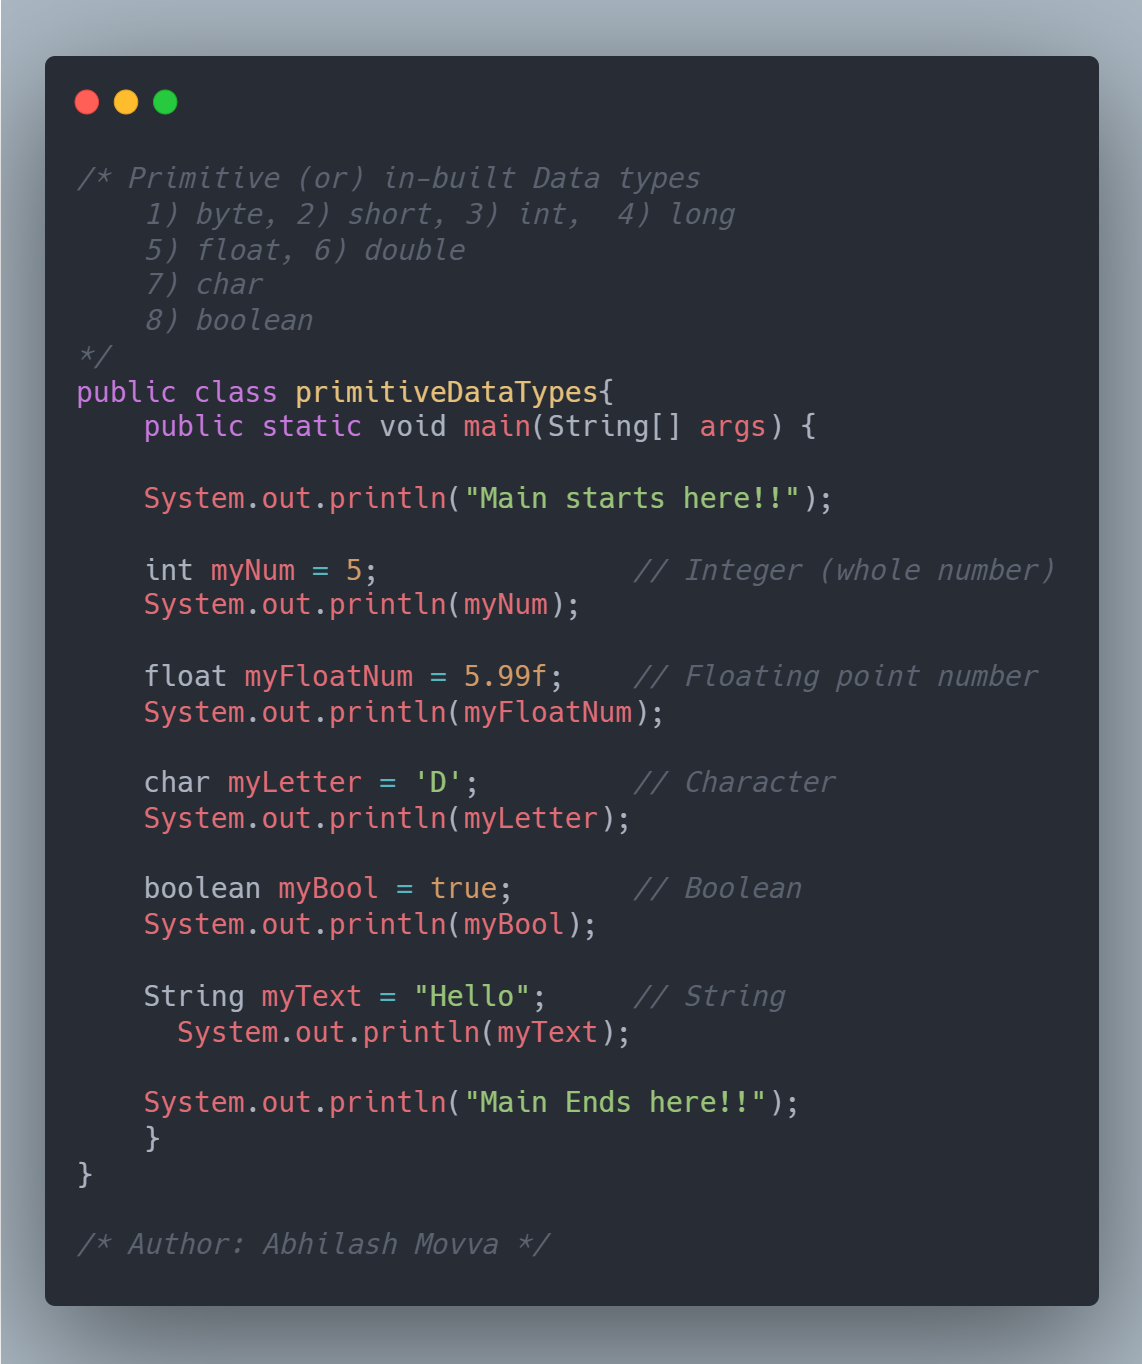 /* Primitive (or) in-built Data types
    1) byte, 2) short, 3) int,  4) long
    5) float, 6) double
    7) char
    8) boolean
*/
public class primitiveDataTypes{
    public static void main(String[] args) {

    System.out.println("Main starts here!!");

    int myNum = 5;               // Integer (whole number)
    System.out.println(myNum);

    float myFloatNum = 5.99f;    // Floating point number
    System.out.println(myFloatNum);

    char myLetter = 'D';         // Character
    System.out.println(myLetter);

    boolean myBool = true;       // Boolean
    System.out.println(myBool);

    String myText = "Hello";     // String
      System.out.println(myText);

    System.out.println("Main Ends here!!");
    }
}

/* Author: Abhilash Movva */